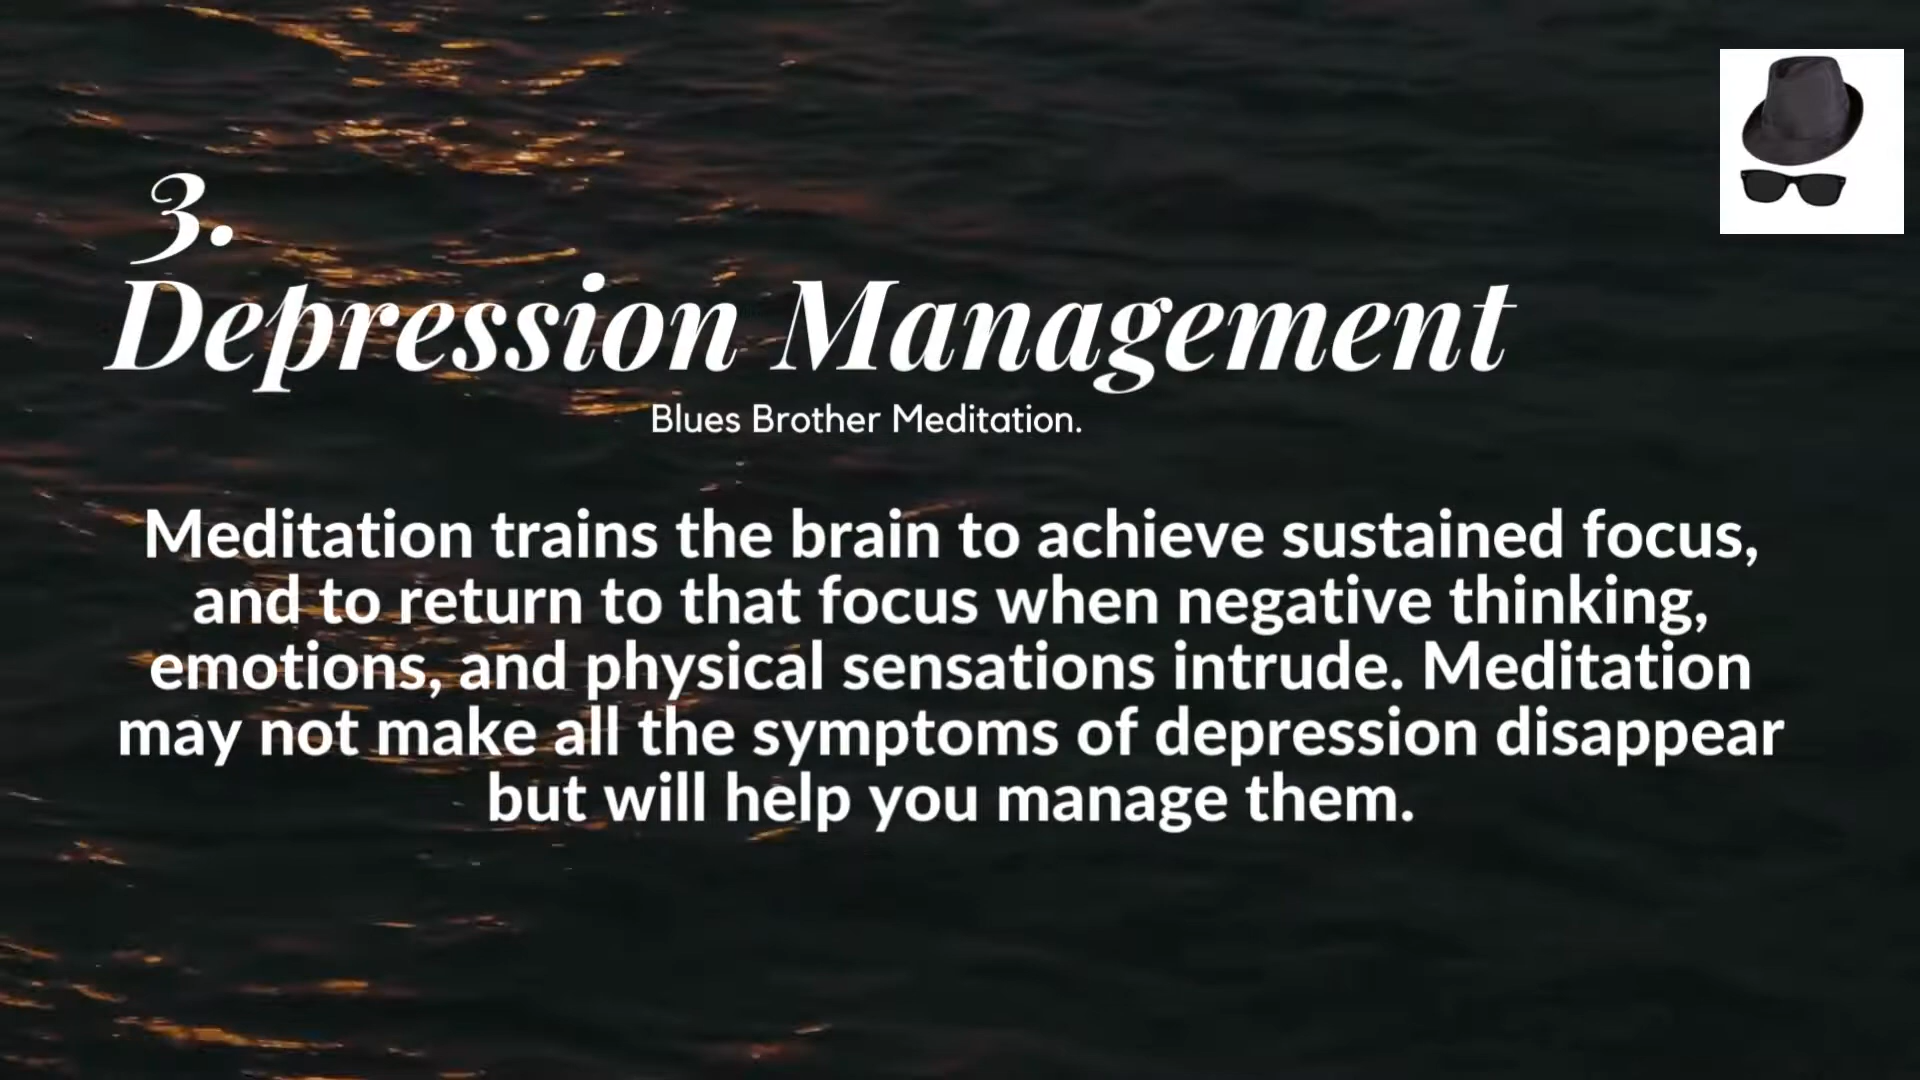 3.
Depression Management
Blues Brother Meditation.
Meditation trains the brain to achieve sustained focus,
and to return to that focus when negative thinking,
emotions, and physical sensations intrude. Meditation
may not make all the symptoms of depression disappear
but will help you manage them.